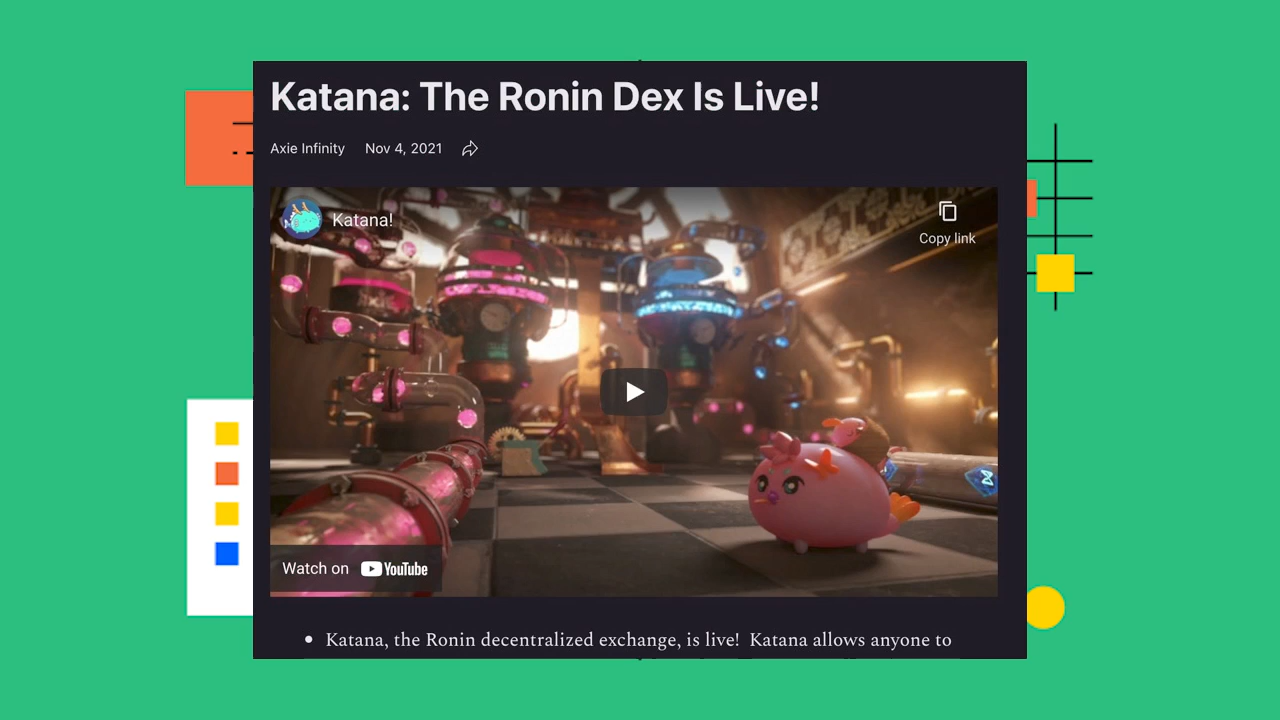 Katana: The Ronin Dex Is Live!
Axie Infinity Nov 4, 2021
Katana!
Copy link
Watch on YouTube
• Katana, the Ronin decentralized exchange, is live! Katana allows anyone to